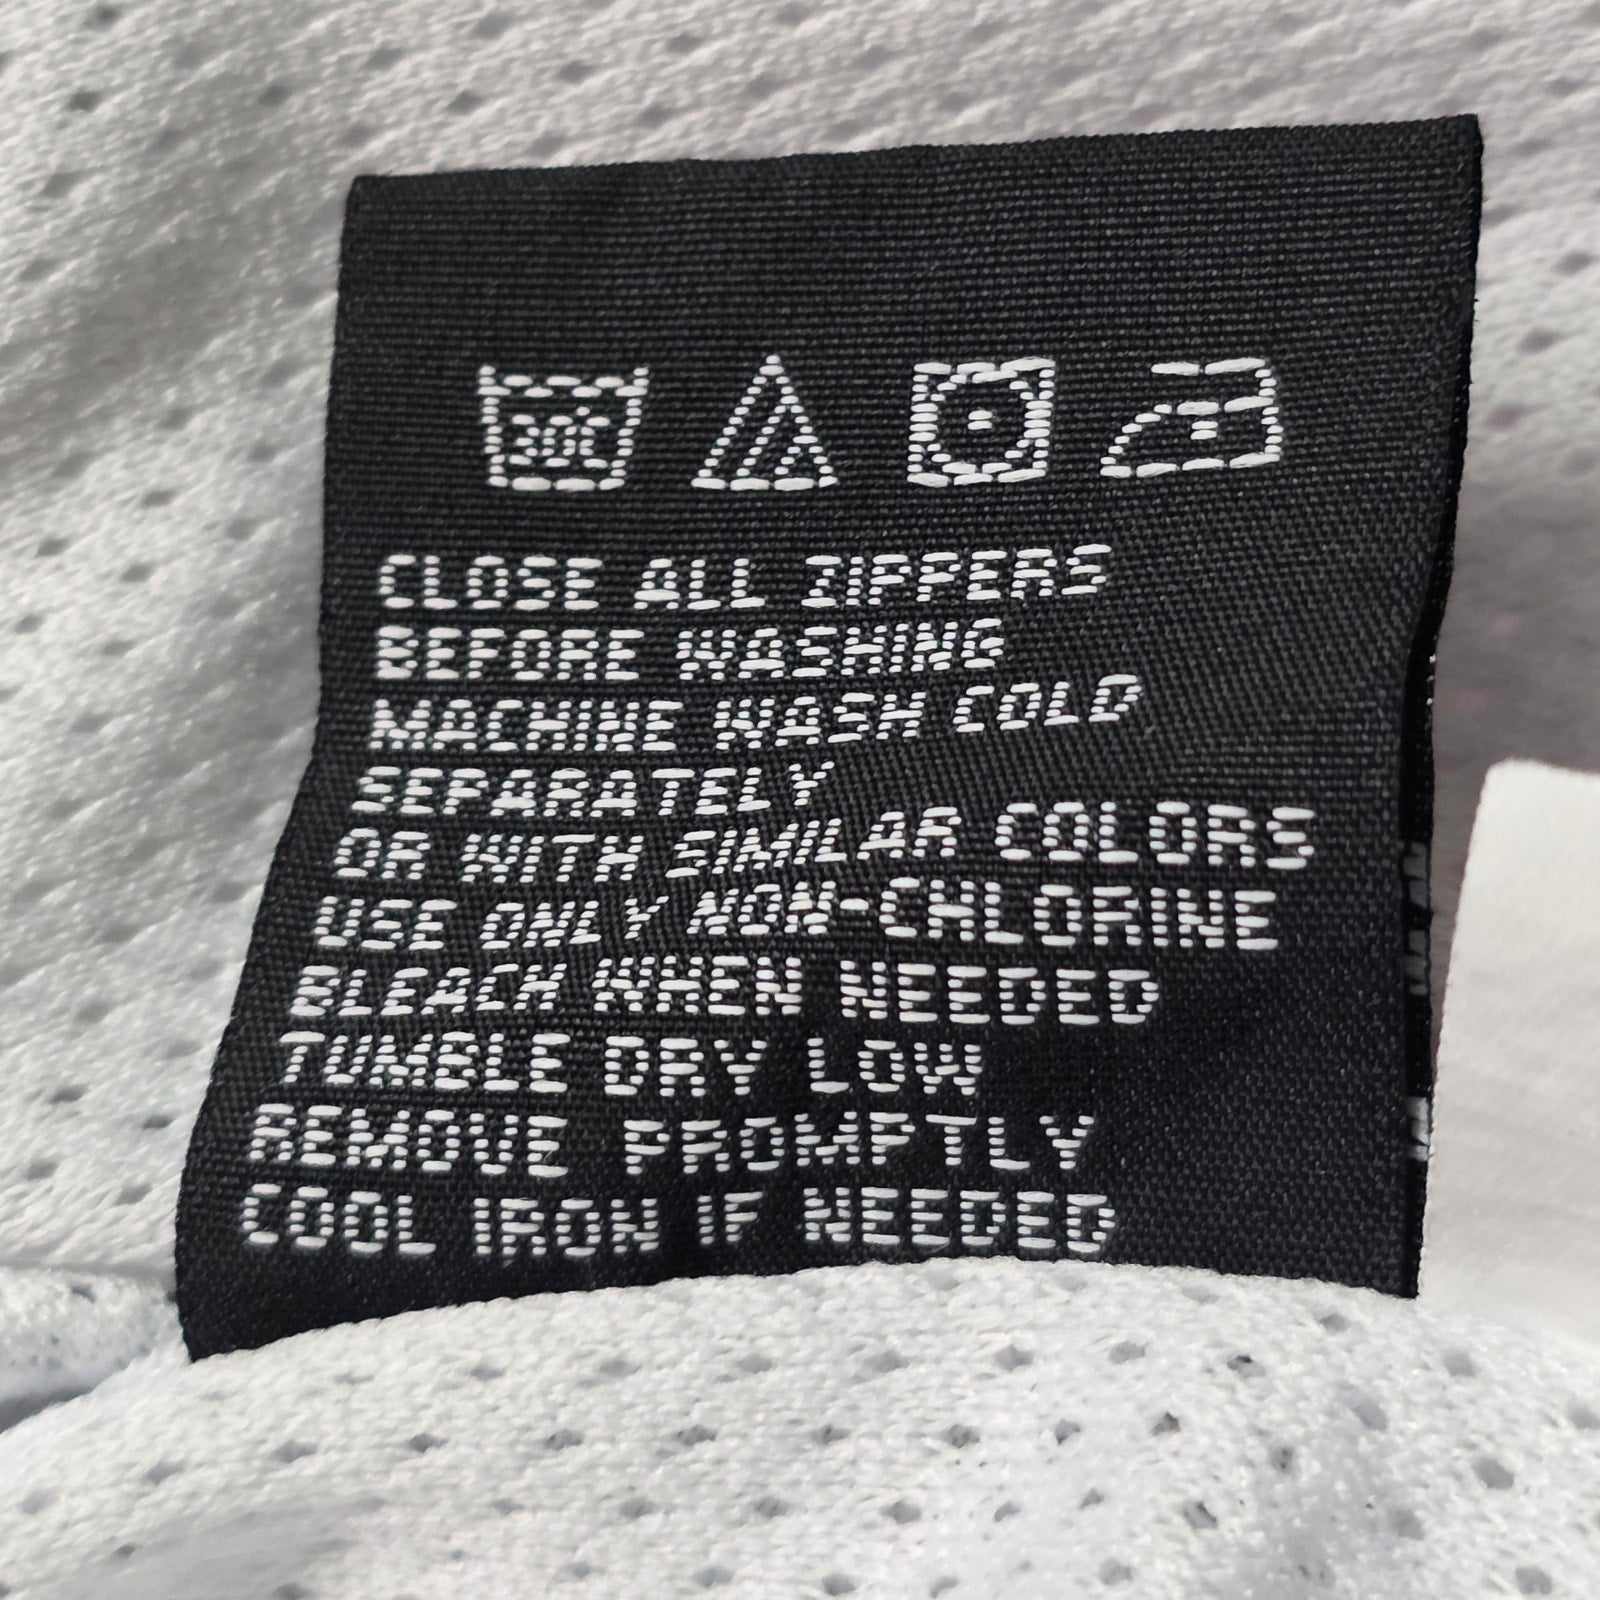 30°C
CLOSE ALL ZIPPERS
BEFORE WASHING
MACHINE WASH COLD
SEPARATELY
OR WITH SIMILAR COLORS
USE ONLY NON-CHLORINE
BLEACH WHEN NEEDED
TUMBLE DRY LOW
REMOVE PROMPTLY
COOL IRON IF NEEDED